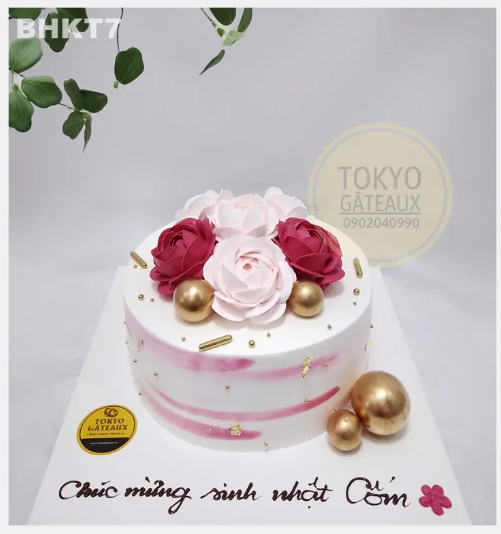 BHKT7
TOKYO
GÂTEAUX
0902040990
TOKYO
GÂTEAUX
Chúc mừng sinh nhật Cốm